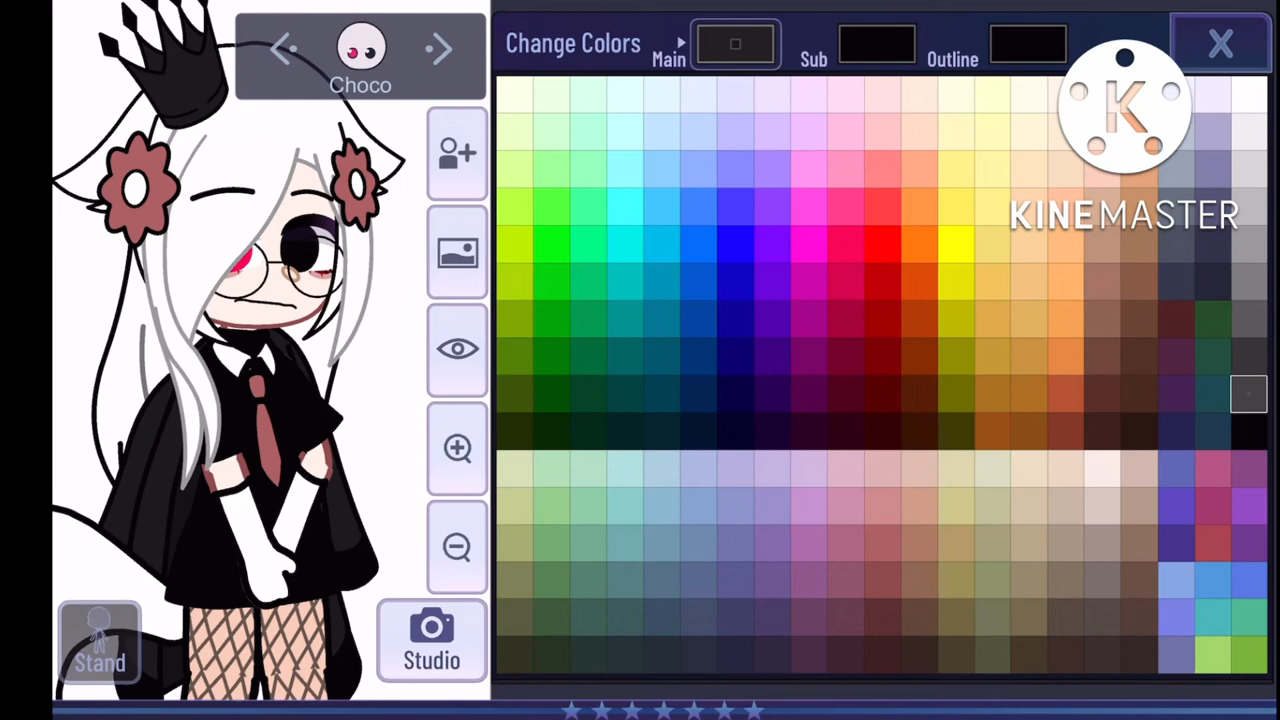 Choco
Change Colors
Main
Sub
Outline
X
K
KINEMASTER
Stand
Studio